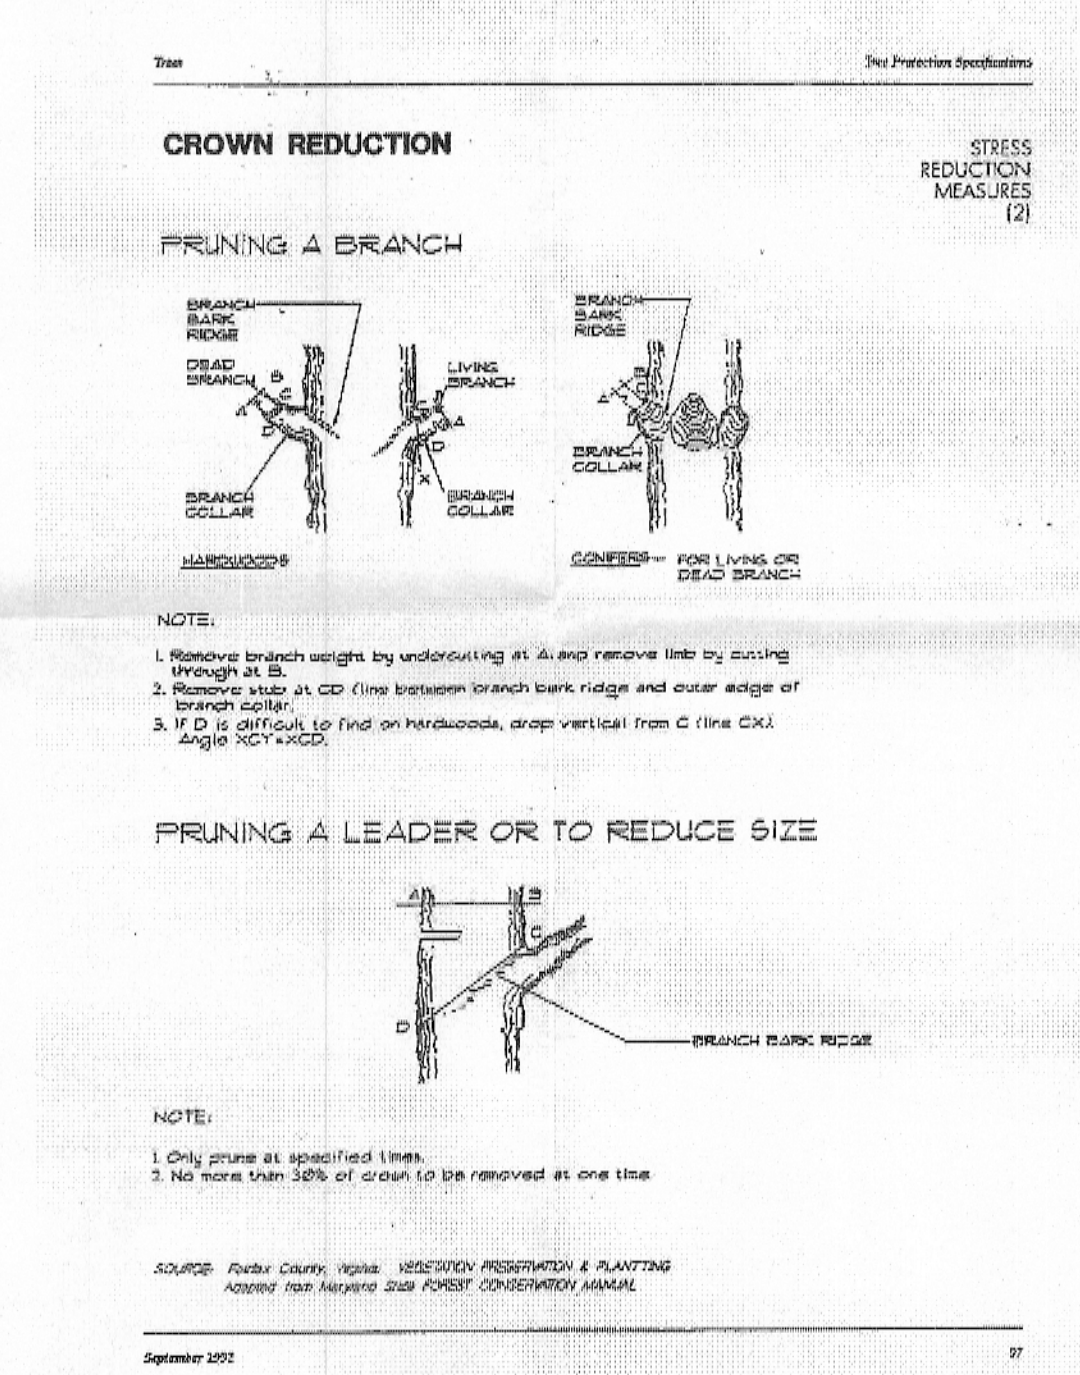 Trees
Tree Protection Specifications
CROWN REDUCTION
STRESS
REDUCTION
MEASURES
(2)
PRUNING A BRANCH
BRANCH
BARK
RIDGE
DEAD
BRANCH
B
C
A
D
BRANCH
COLLAR
HARDWOODS
LIVING
BRANCH
C
B
A
D
X
BRANCH
COLLAR
BRANCH
BARK
RIDGE
B
C
A
D
BRANCH
COLLAR
CONIFERS — FOR LIVING OR
DEAD BRANCH
NOTE:
1. Remove branch weight by undercutting at A and remove limb by cutting
through at B.
2. Remove stub at CD (line between branch bark ridge and outer edge of
branch collar.
3. IF D is difficult to find on hardwoods, drop vertical from C (line CX).
Angle XCY=XCD.
PRUNING A LEADER OR TO REDUCE SIZE
A
B
C
D
BRANCH BARK RIDGE
NOTE:
1. Only prune at specified times.
2. No more than 30% of crown to be removed at one time
SOURCE: Fairfax County, Virginia: VEGETATION PRESERVATION & PLANTTING
Adapted from Maryland State FOREST CONSERVATION MANUAL
September 1992
97